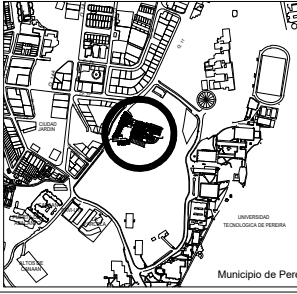 CIUDAD
JARDIN
UNIVERSIDAD
TECNOLOGICA DE PEREIRA
ALTOS DE
CANAAN
Municipio de Pere